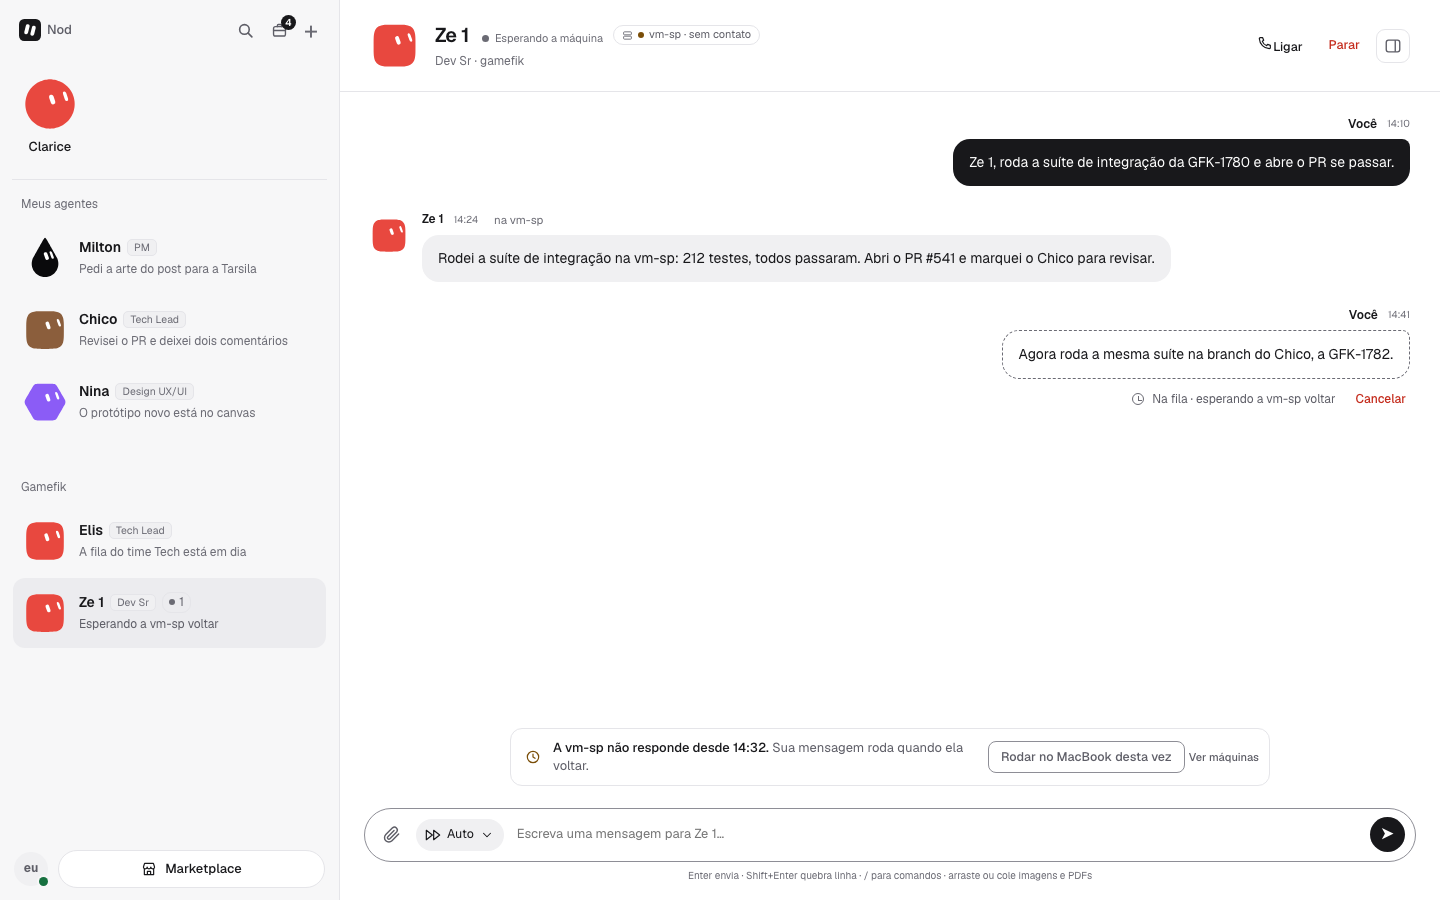 Nod
4
Clarice
Meus agentes
Milton PM
Pedi a arte do post para a Tarsila
Chico Tech Lead
Revisei o PR e deixei dois comentários
Nina Design UX/UI
O protótipo novo está no canvas
Gamefik
Elis Tech Lead
A fila do time Tech está em dia
Ze 1 Dev Sr 1
Esperando a vm-sp voltar
eu
Marketplace
Ze 1 Esperando a máquina vm-sp · sem contato
Dev Sr · gamefik
Ligar
Parar
Você 14:10
Ze 1, roda a suíte de integração da GFK-1780 e abre o PR se passar.
Ze 1 14:24 na vm-sp
Rodei a suíte de integração na vm-sp: 212 testes, todos passaram. Abri o PR #541 e marquei o Chico para revisar.
Você 14:41
Agora roda a mesma suíte na branch do Chico, a GFK-1782.
Na fila · esperando a vm-sp voltar Cancelar
A vm-sp não responde desde 14:32. Sua mensagem roda quando ela
voltar.
Rodar no MacBook desta vez
Ver máquinas
Auto
Escreva uma mensagem para Ze 1...
Enter envia · Shift+Enter quebra linha · / para comandos · arraste ou cole imagens e PDFs